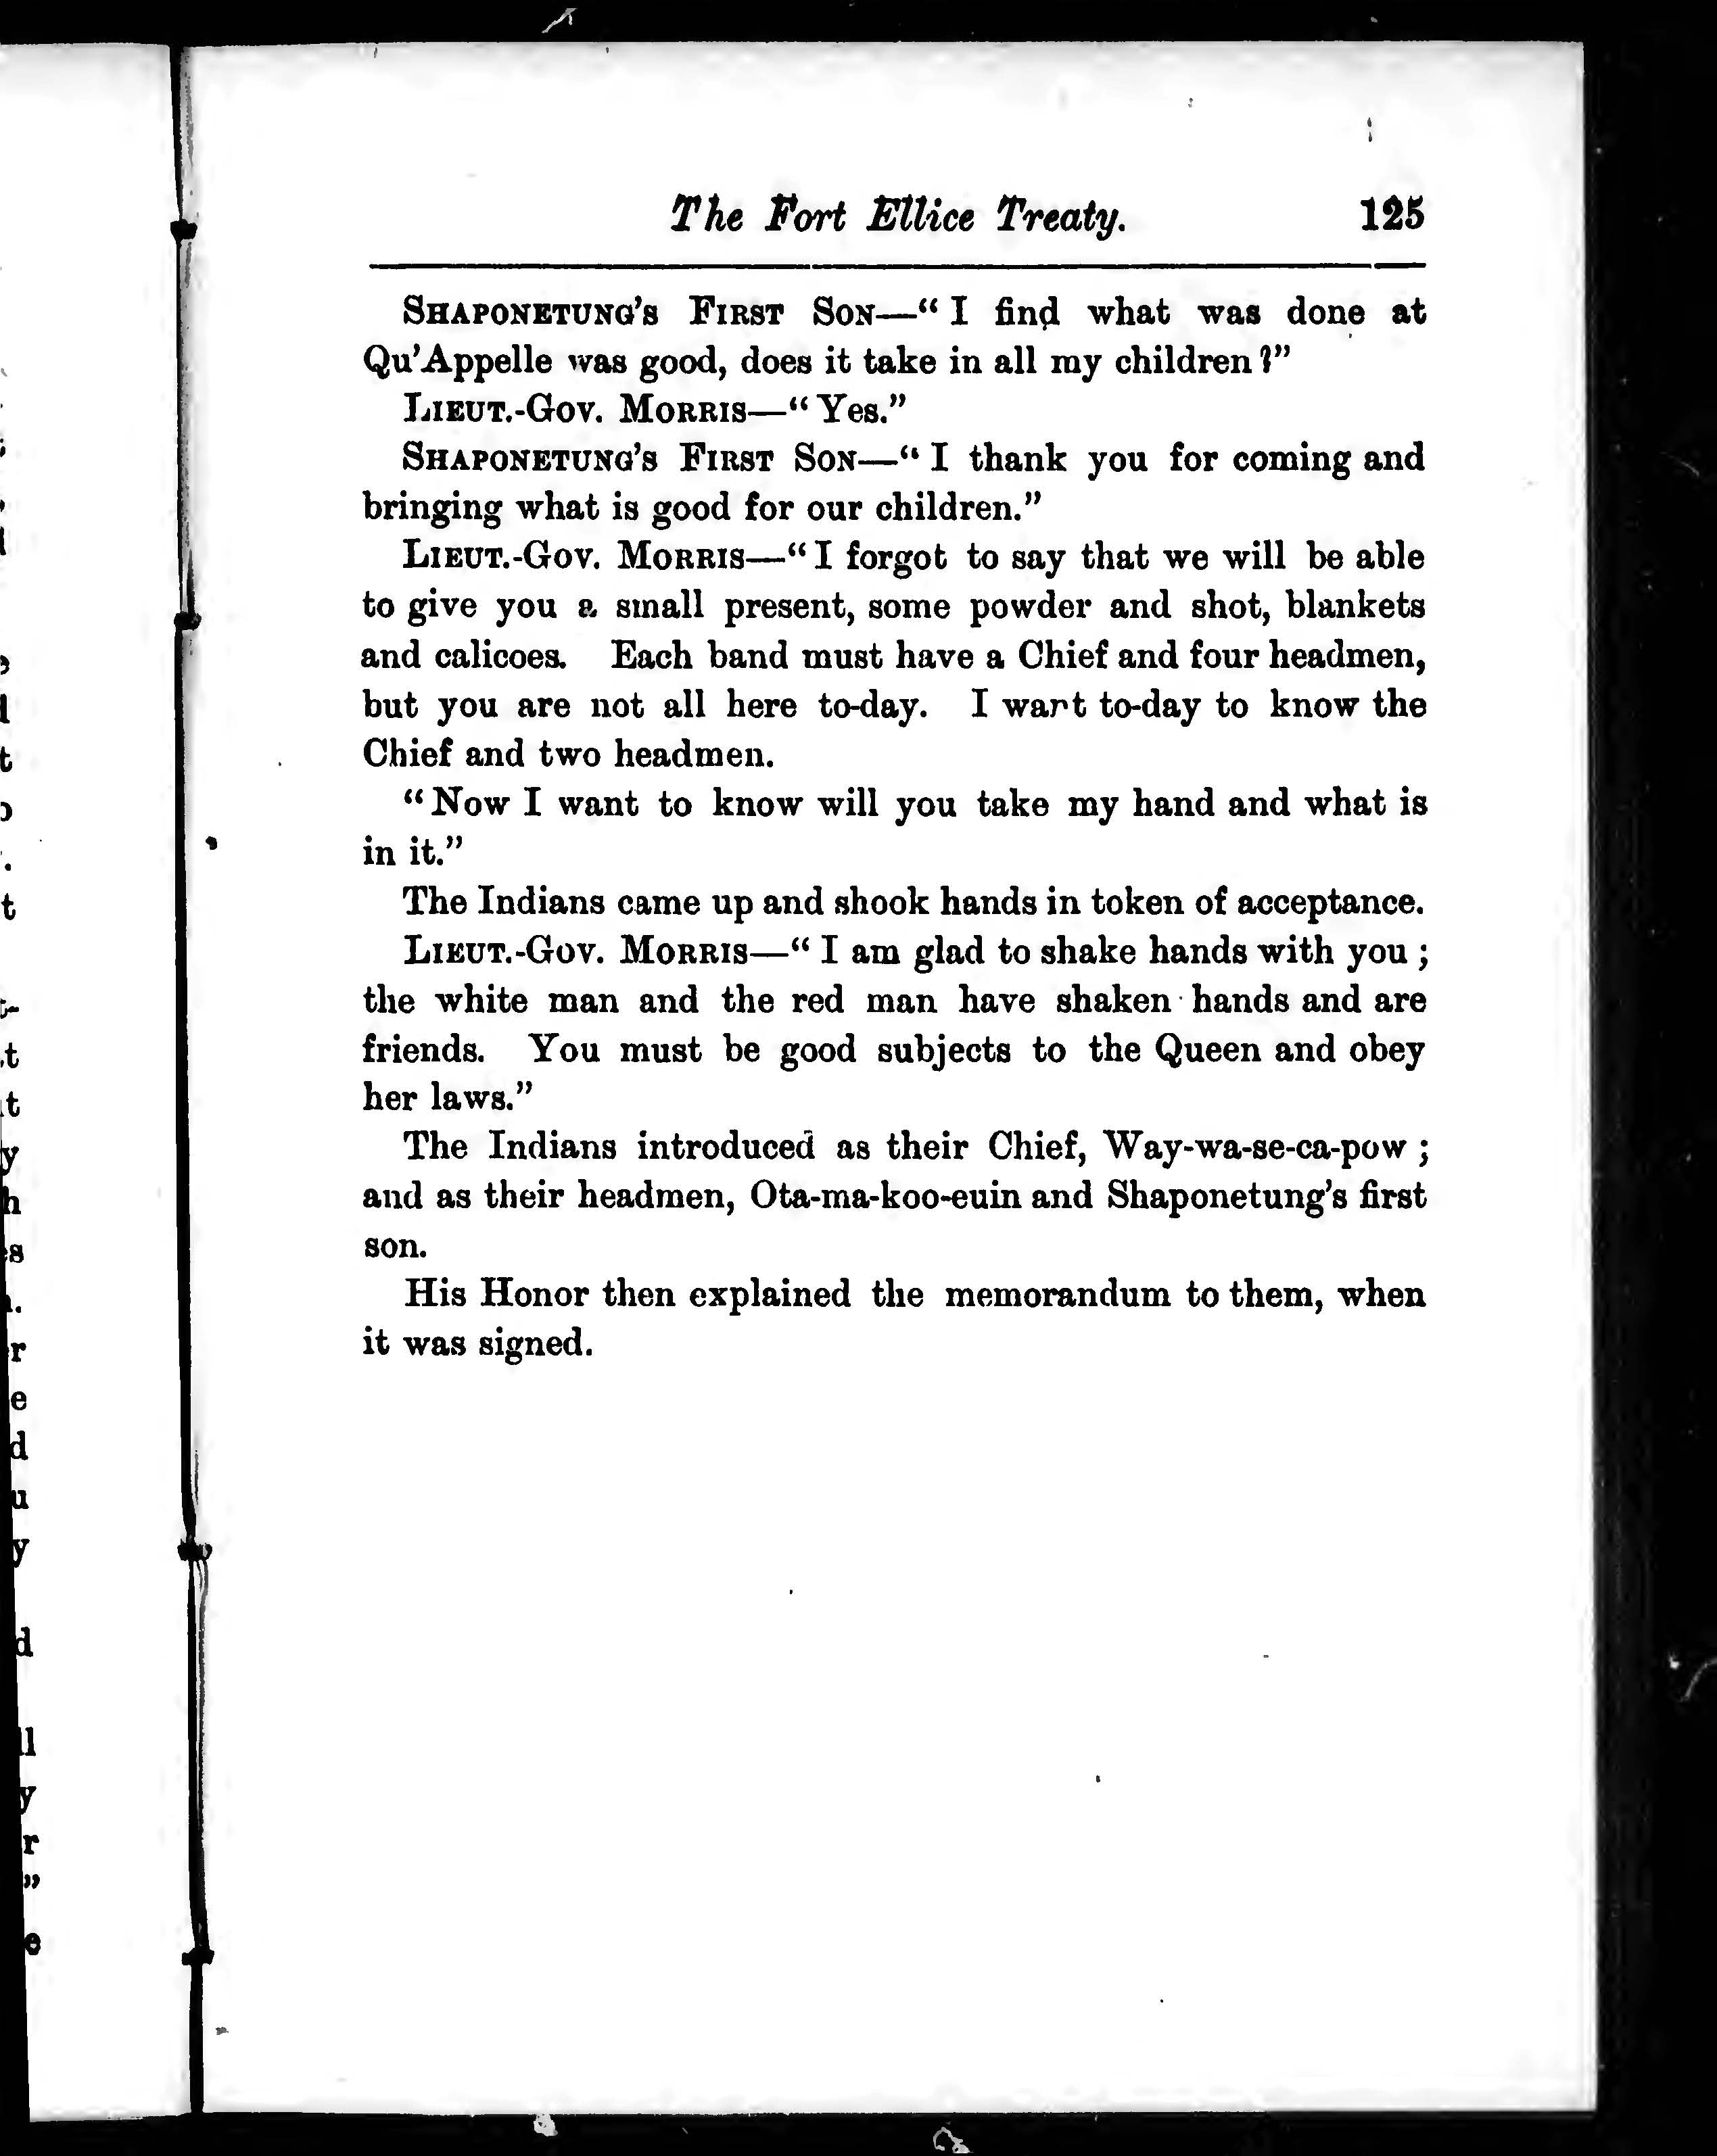 The Fort Ellice Treaty. 125
SHAPONETUNG'S FIRST SON—"I find what was done at
Qu'Appelle was good, does it take in all my children?"
LIEUT.-GOV. MORRIS—"Yes."
SHAPONETUNG'S FIRST SON—"I thank you for coming and
bringing what is good for our children."
LIEUT.-GOV. MORRIS—"I forgot to say that we will be able
to give you a small present, some powder and shot, blankets
and calicoes. Each band must have a Chief and four headmen,
but you are not all here to-day. I want to-day to know the
Chief and two headmen.
"Now I want to know will you take my hand and what is
in it."
The Indians came up and shook hands in token of acceptance.
LIEUT.-GOV. MORRIS—"I am glad to shake hands with you;
the white man and the red man have shaken hands and are
friends. You must be good subjects to the Queen and obey
her laws."
The Indians introduced as their Chief, Way-wa-se-ca-pow;
and as their headmen, Ota-ma-koo-euin and Shaponetung's first
son.
His Honor then explained the memorandum to them, when
it was signed.